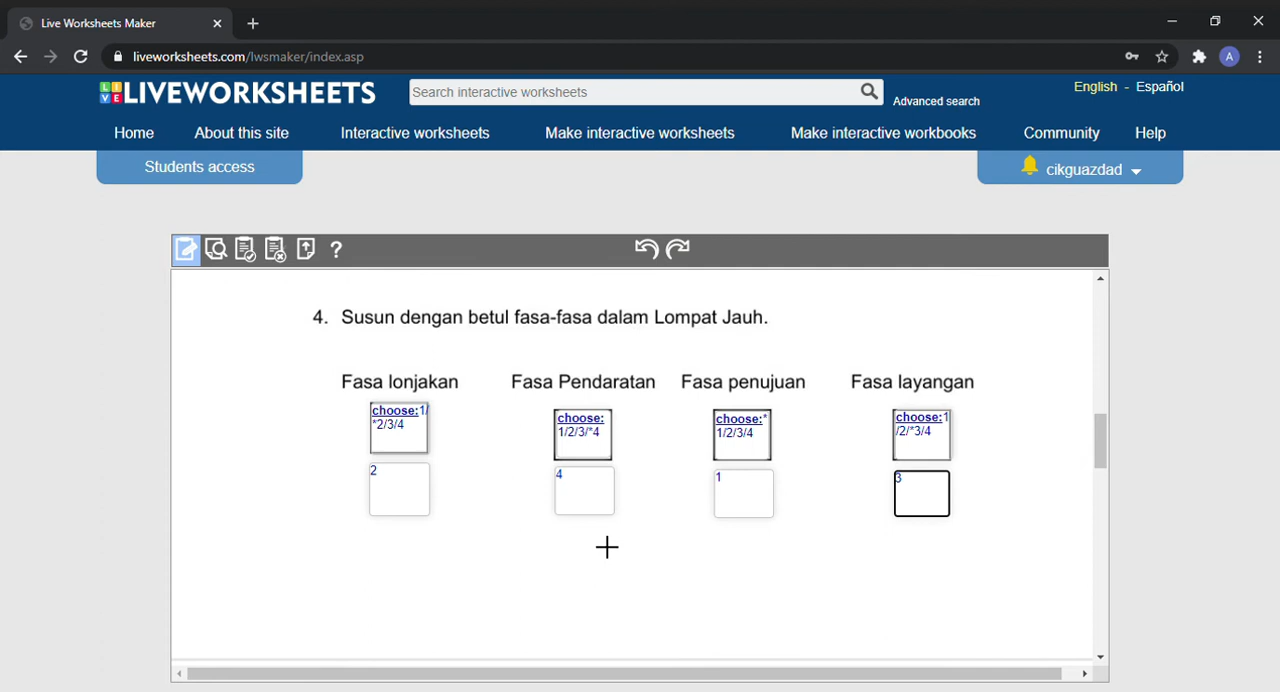 Live Worksheets Maker
liveworksheets.com/lwsmaker/index.asp
A
LIVE LIVEWORKSHEETS
Search interactive worksheets
Advanced search
English - Español
Home About this site Interactive worksheets Make interactive worksheets Make interactive workbooks Community Help
Students access
cikguazdad
?
4. Susun dengan betul fasa-fasa dalam Lompat Jauh.
Fasa lonjakan Fasa Pendaratan Fasa penujuan Fasa layangan
choose:1/
*2/3/4
choose:
1/2/3/*4
choose:*
1/2/3/4
choose:1
/2/*3/4
2 4 1 3